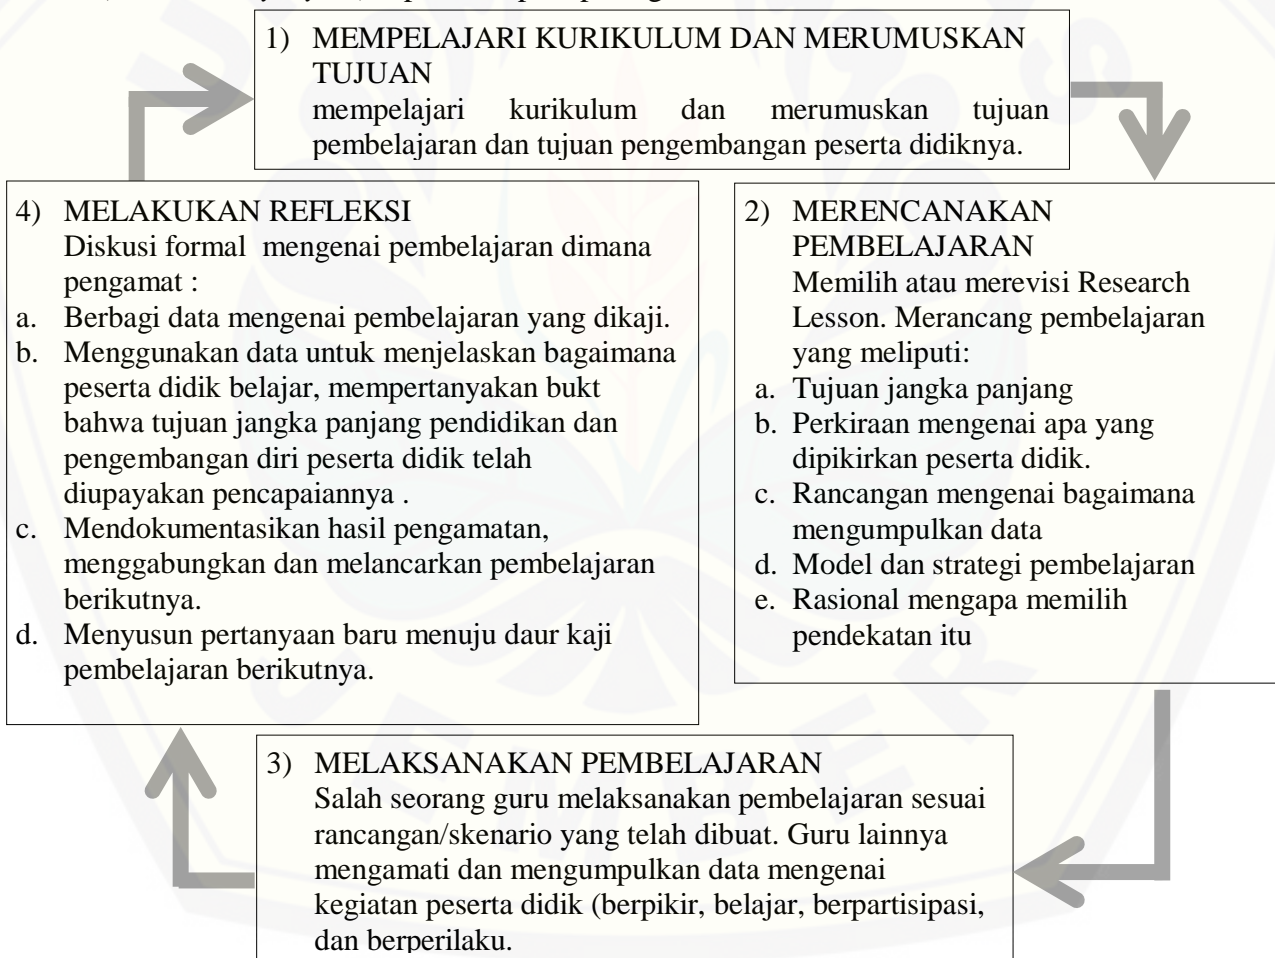 1) MEMPELAJARI KURIKULUM DAN MERUMUSKAN
TUJUAN
mempelajari kurikulum dan merumuskan tujuan
pembelajaran dan tujuan pengembangan peserta didiknya.
2) MERENCANAKAN
PEMBELAJARAN
Memilih atau merevisi Research
Lesson. Merancang pembelajaran
yang meliputi:
a. Tujuan jangka panjang
b. Perkiraan mengenai apa yang
dipikirkan peserta didik.
c. Rancangan mengenai bagaimana
mengumpulkan data
d. Model dan strategi pembelajaran
e. Rasional mengapa memilih
pendekatan itu
3) MELAKSANAKAN PEMBELAJARAN
Salah seorang guru melaksanakan pembelajaran sesuai
rancangan/skenario yang telah dibuat. Guru lainnya
mengamati dan mengumpulkan data mengenai
kegiatan peserta didik (berpikir, belajar, berpartisipasi,
dan berperilaku.
4) MELAKUKAN REFLEKSI
Diskusi formal mengenai pembelajaran dimana
pengamat :
a. Berbagi data mengenai pembelajaran yang dikaji.
b. Menggunakan data untuk menjelaskan bagaimana
peserta didik belajar, mempertanyakan bukt
bahwa tujuan jangka panjang pendidikan dan
pengembangan diri peserta didik telah
diupayakan pencapaiannya .
c. Mendokumentasikan hasil pengamatan,
menggabungkan dan melancarkan pembelajaran
berikutnya.
d. Menyusun pertanyaan baru menuju daur kaji
pembelajaran berikutnya.